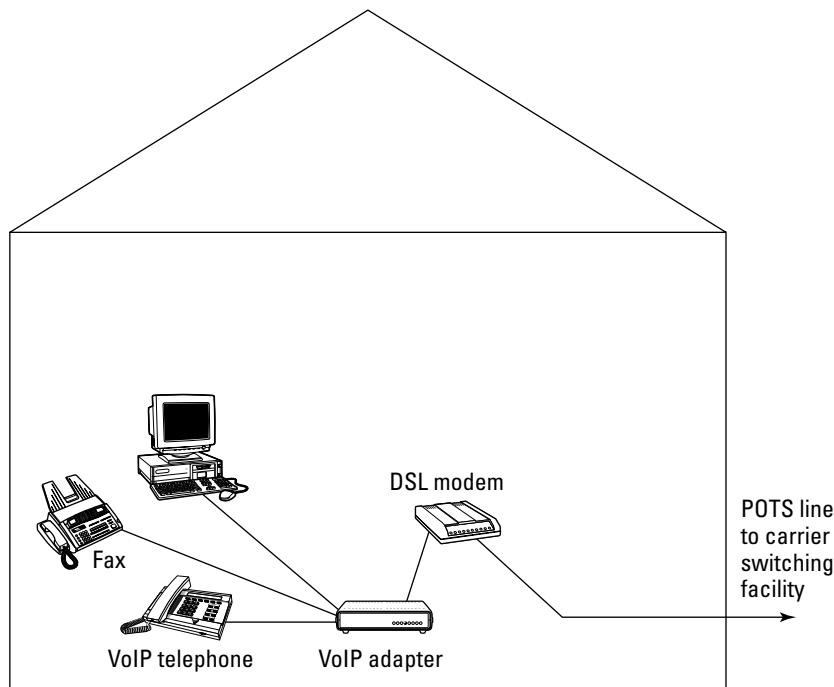 DSL modem
POTS line
to carrier
switching
facility
Fax
VoIP telephone
VoIP adapter